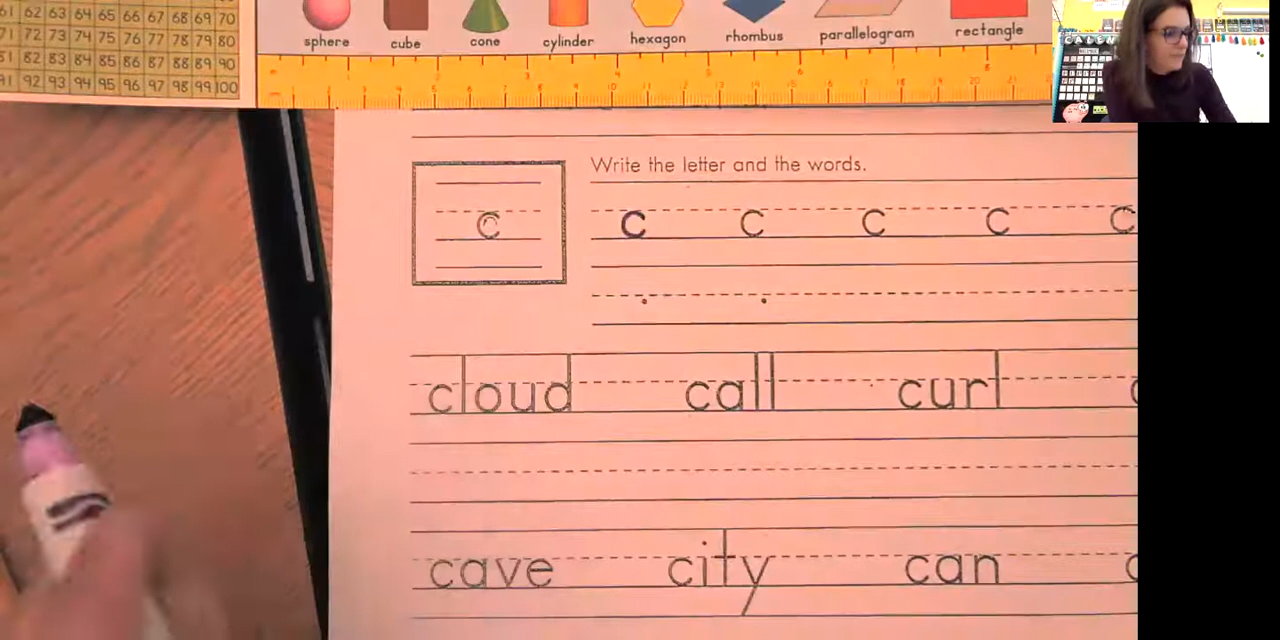 61 62 63 64 65 66 67 68 69 70
71 72 73 74 75 76 77 78 79 80
81 82 83 84 85 86 87 88 89 90
91 92 93 94 95 96 97 98 99 100
sphere cube cone cylinder hexagon rhombus parallelogram rectangle
Write the letter and the words.
c c c c c c
cloud call curl
cave city can